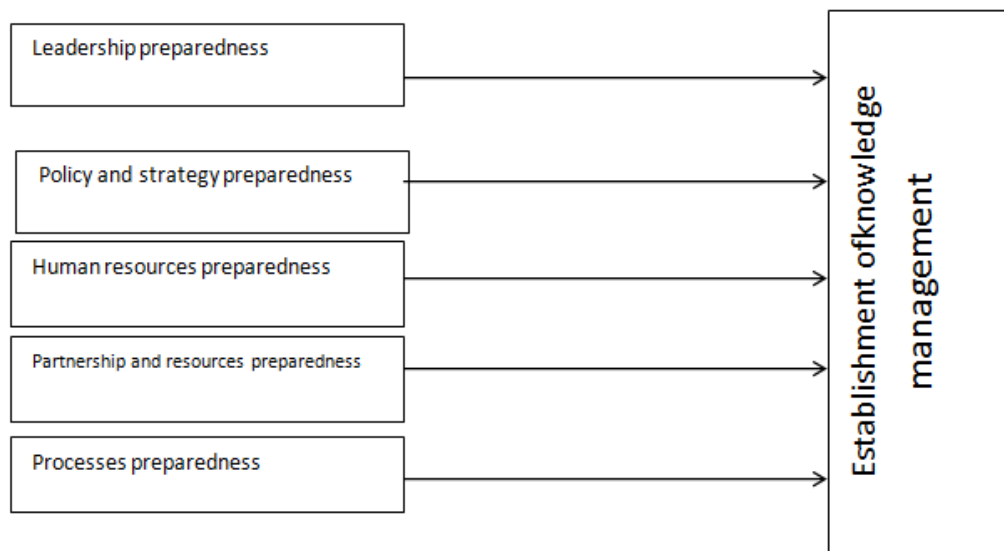 Leadership preparedness
Policy and strategy preparedness
Human resources preparedness
Partnership and resources preparedness
Processes preparedness
Establishment ofknowledge
management